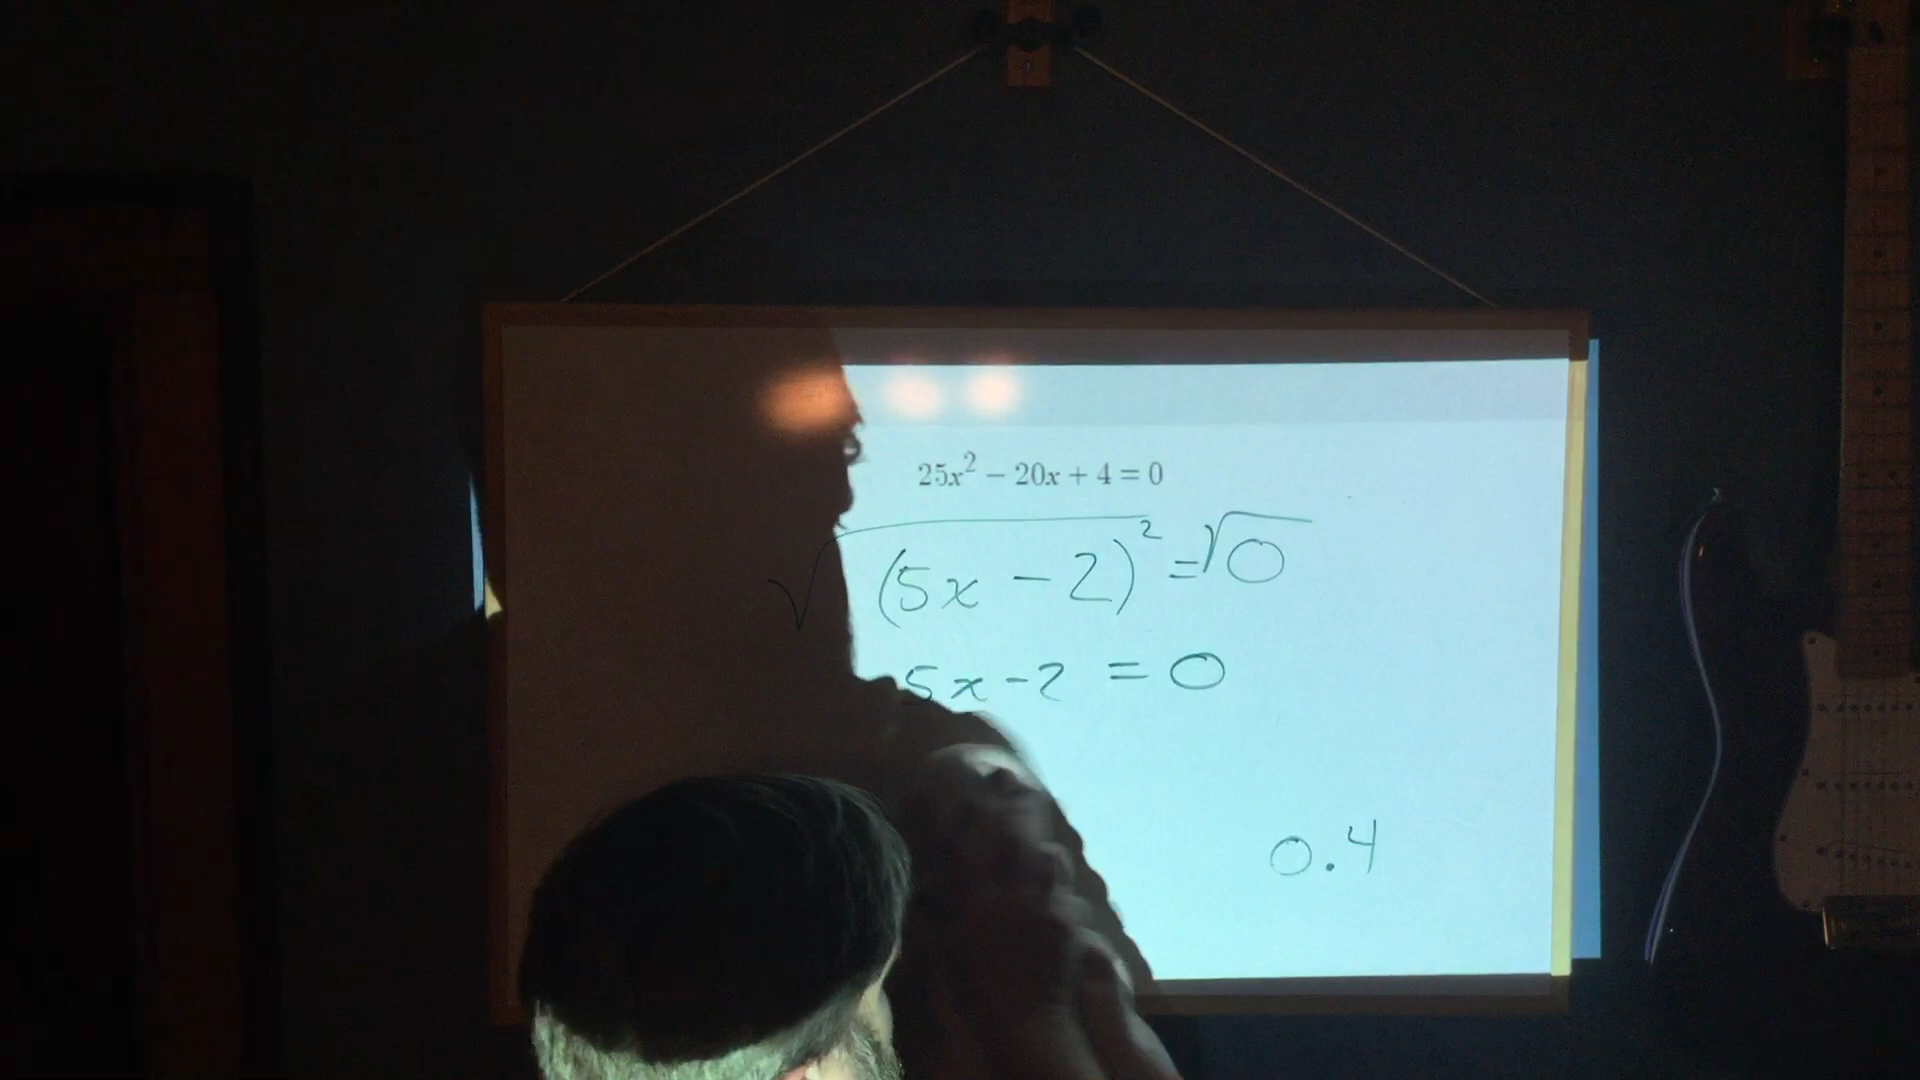 25x² − 20x + 4 = 0
√(5x − 2)² = √0
5x − 2 = 0
0.4